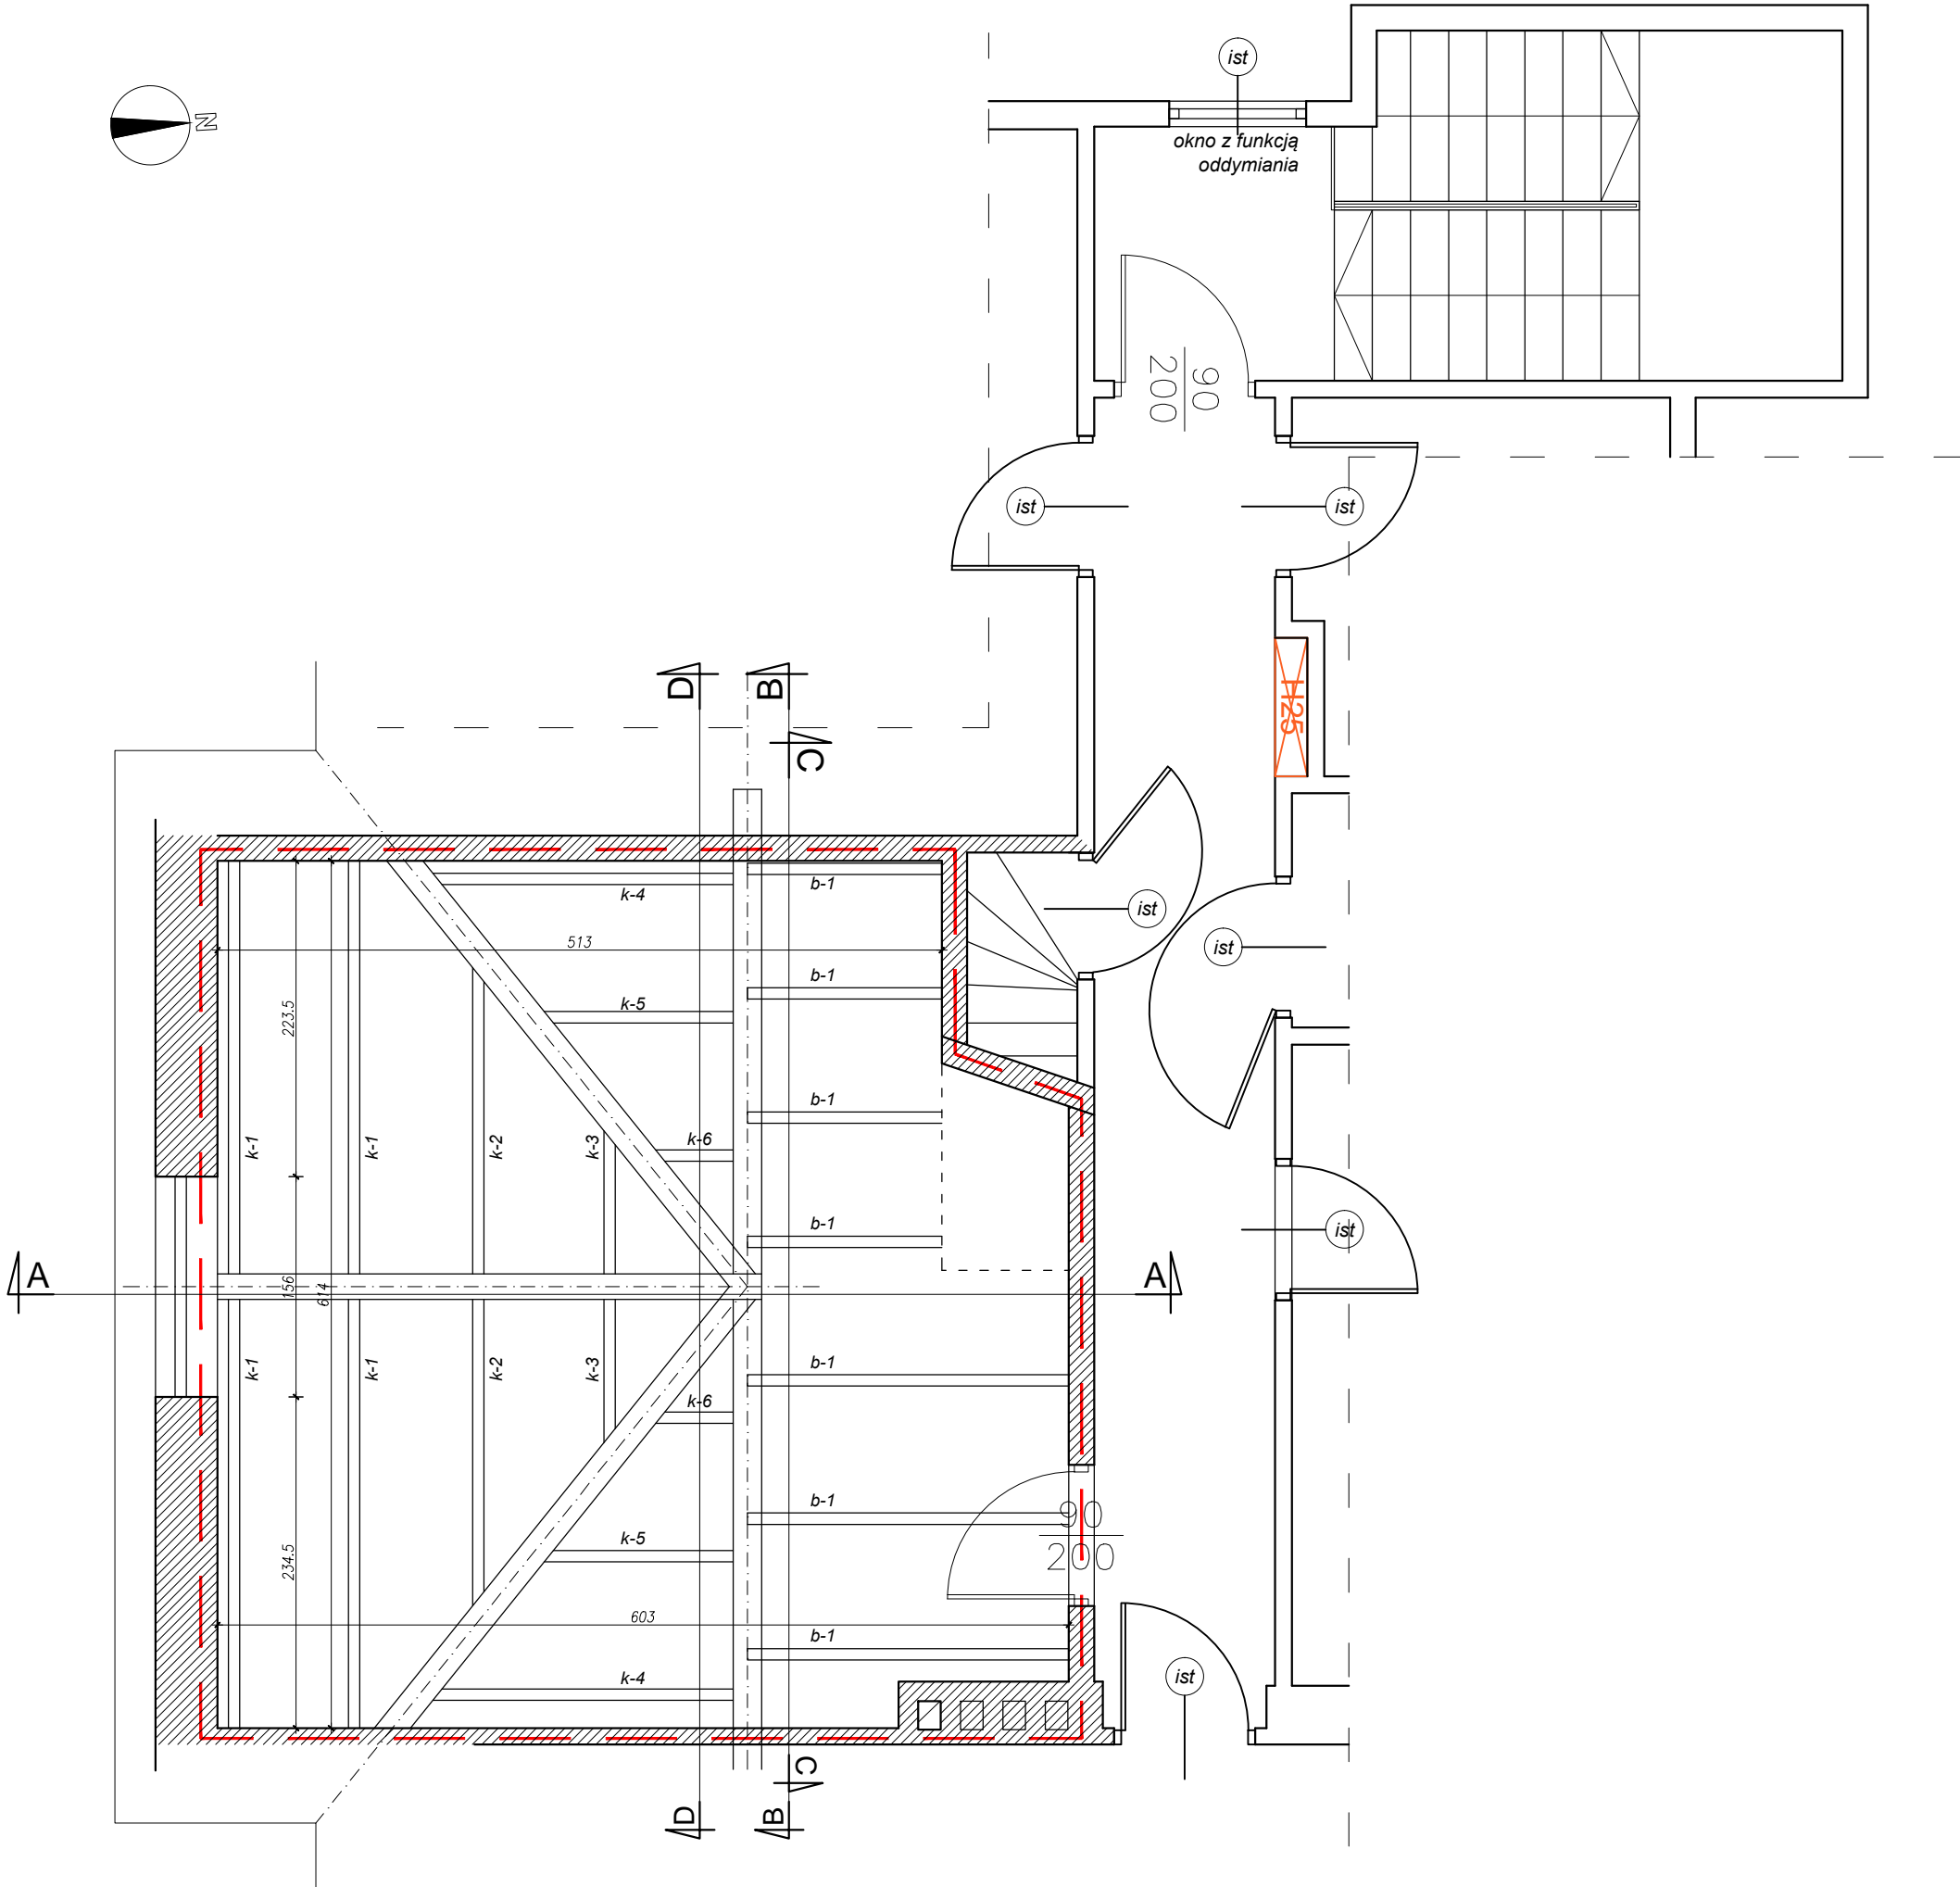 ist
N
okno z funkcją
oddymiania
90
200
ist
ist
D
B
H25
C
k-4
b-1
ist
513
ist
b-1
k-5
223.5
b-1
k-1
k-1
k-2
k-3
k-6
b-1
ist
A
A
156
614
k-1
k-1
k-2
k-3
b-1
k-6
b-1
90
200
k-5
234.5
603
b-1
k-4
ist
C
D
B